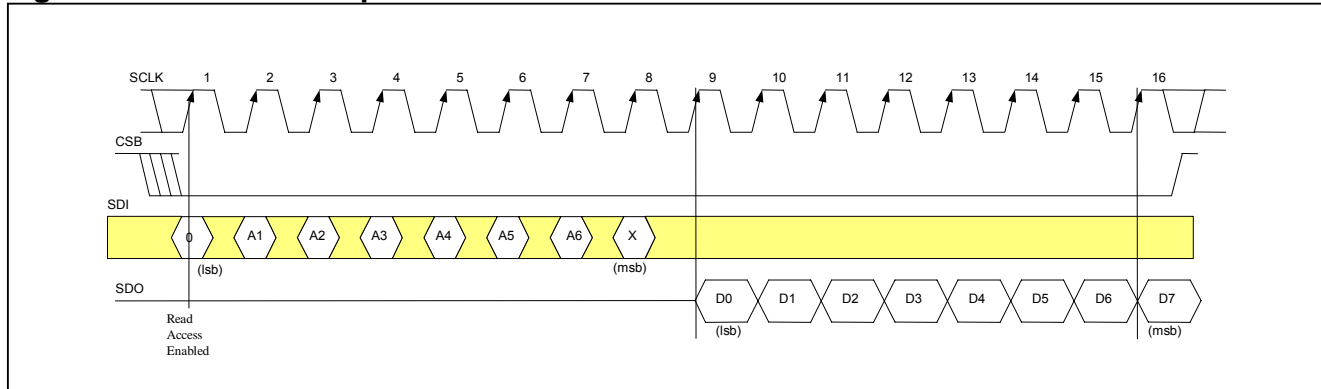 SCLK 1 2 3 4 5 6 7 8 9 10 11 12 13 14 15 16
CSB
SDI
0 A1 A2 A3 A4 A5 A6 X
(lsb) (msb)
SDO
D0 D1 D2 D3 D4 D5 D6 D7
(lsb) (msb)
Read
Access
Enabled